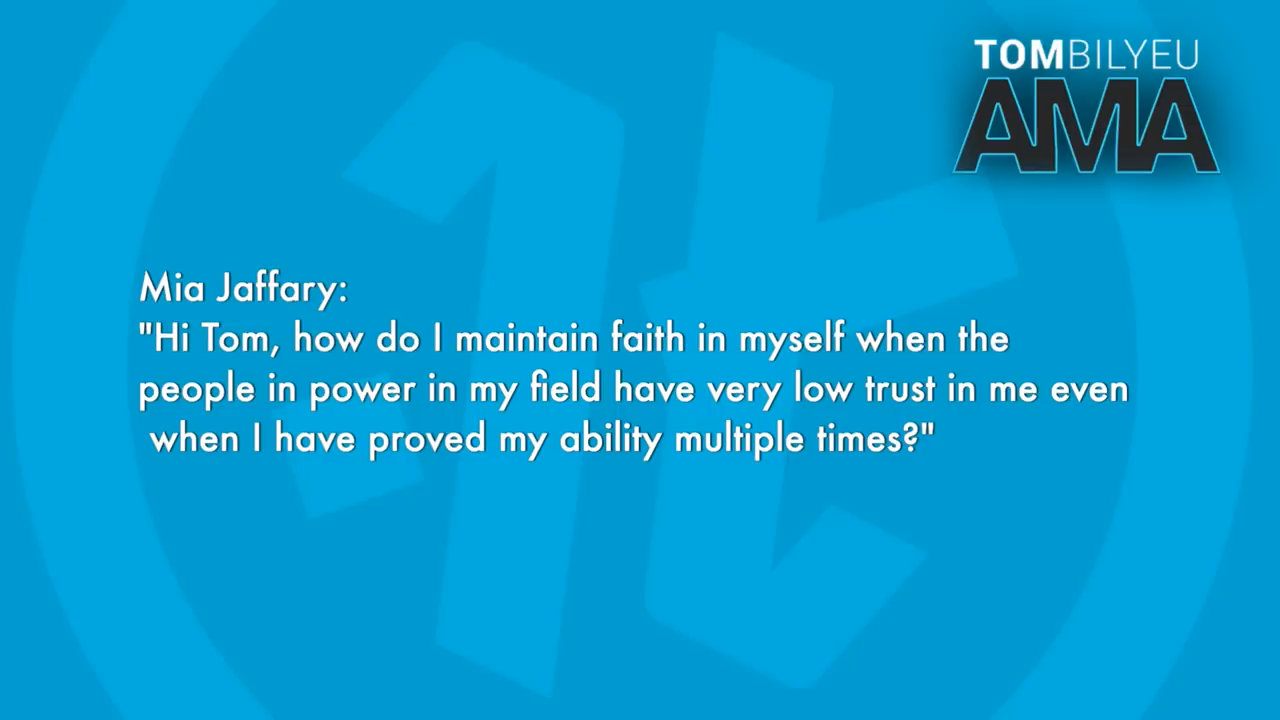 TOMBILYEU
AMA
Mia Jaffary:
"Hi Tom, how do I maintain faith in myself when the
people in power in my field have very low trust in me even
when I have proved my ability multiple times?"